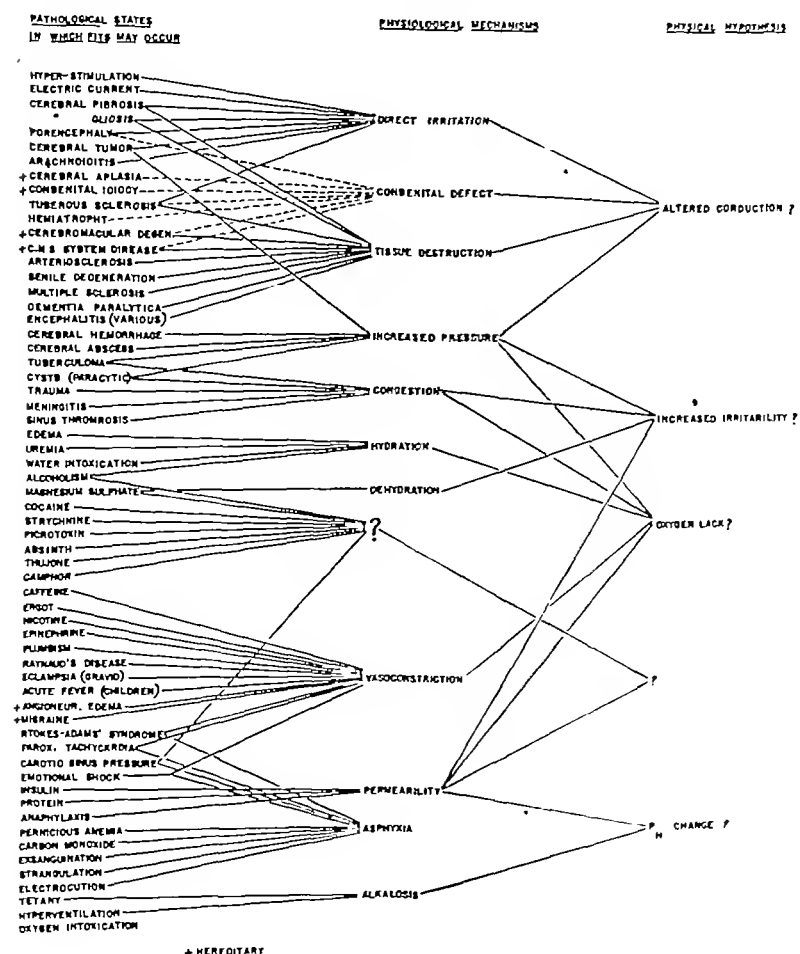 PATHOLOGICAL STATES
IN WHICH FITS MAY OCCUR
PHYSIOLOGICAL MECHANISMS
PHYSICAL HYPOTHESIS
HYPER-STIMULATION
ELECTRIC CURRENT
CEREBRAL FIBROSIS
" GLIOSIS
PORENCEPHALY
CEREBRAL TUMOR
ARACHNOIDITIS
+ CEREBRAL APLASIA
+ CONGENITAL IDIOCY
TUBEROUS SCLEROSIS
HEMIATROPHY
+ CEREBROMACULAR DEGEN.
+ C.N.S SYSTEM DISEASE
ARTERIOSCLEROSIS
SENILE DEGENERATION
MULTIPLE SCLEROSIS
DEMENTIA PARALYTICA
ENCEPHALITIS (VARIOUS)
CEREBRAL HEMORRHAGE
CEREBRAL ABSCESS
TUBERCULOMA
CYSTS (PARACYTIC)
TRAUMA
MENINGITIS
SINUS THROMBOSIS
EDEMA
UREMIA
WATER INTOXICATION
ALCOHOLISM
MAGNESIUM SULPHATE
COCAINE
STRYCHNINE
PICROTOXIN
ABSINTH
THUJONE
CAMPHOR
CAFFEINE
ERGOT
NICOTINE
EPINEPHRINE
PLUMBISM
RAYNAUD'S DISEASE
ECLAMPSIA (GRAVID)
ACUTE FEVER (CHILDREN)
+ ANGIONEUR. EDEMA
+ MIGRAINE
STOKES-ADAMS' SYNDROME
PAROX. TACHYCARDIA
CAROTID SINUS PRESSURE
EMOTIONAL SHOCK
INSULIN
PROTEIN
ANAPHYLAXIS
PERNICIOUS ANEMIA
CARBON MONOXIDE
EXSANGUINATION
STRANGULATION
ELECTROCUTION
TETANY
HYPERVENTILATION
OXYGEN INTOXICATION
DIRECT IRRITATION
CONGENITAL DEFECT
TISSUE DESTRUCTION
INCREASED PRESSURE
CONGESTION
HYDRATION
DEHYDRATION
?
VASOCONSTRICTION
PERMEABILITY
ASPHYXIA
ALKALOSIS
ALTERED CONDUCTION ?
INCREASED IRRITABILITY ?
OXYGEN LACK ?
?
PH CHANGE ?
+ HEREDITARY